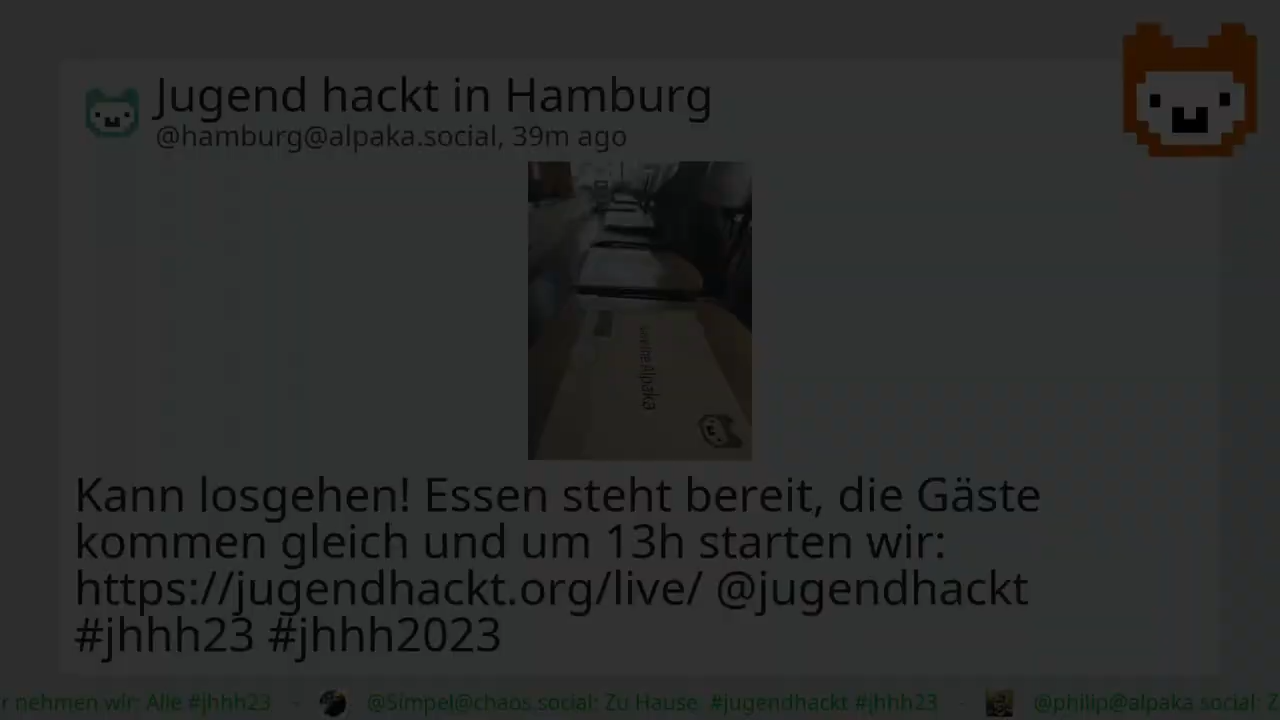 Jugend hackt in Hamburg
@hamburg@alpaka.social, 39m ago
Kann losgehen! Essen steht bereit, die Gäste
kommen gleich und um 13h starten wir:
https://jugendhackt.org/live/ @jugendhackt
#jhhh23 #jhhh2023
r nehmen wir: Alle #jhhh23 - @Simpel@chaos.social: Zu Hause. #jugendhackt #jhhh23 - @philip@alpaka.social: Z